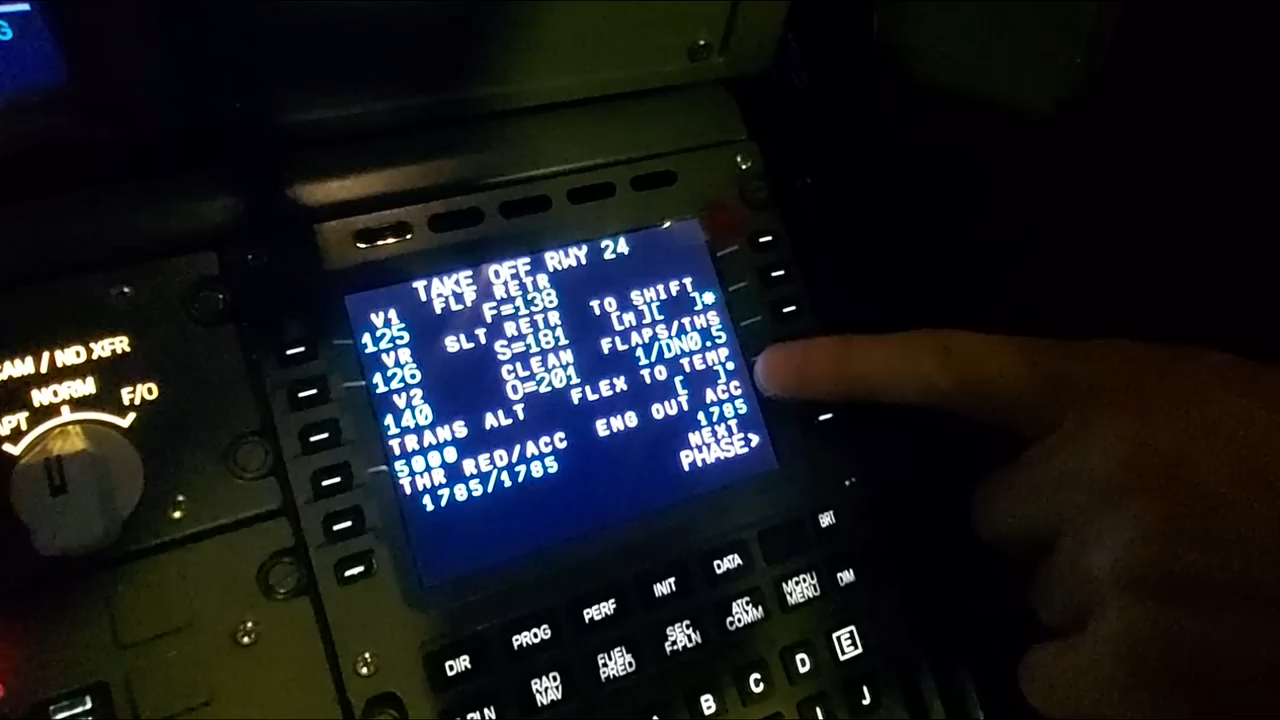 G
TAKE OFF RWY 24
V1 FLP RETR TO SHIFT
125 F=138 [M][ ]*
VR SLT RETR FLAPS/THS
126 S=181 1/DN0.5
V2 CLEAN FLEX TO TEMP
140 O=201 [ ]°
TRANS ALT ENG OUT ACC
5000 1785
THR RED/ACC NEXT
1785/1785 PHASE>
AM / ND XFR
NORM
PT F/O
BRT
DIR PROG PERF INIT DATA
DIM
RAD NAV
FUEL PRED
SEC F-PLN
ATC COMM
MCDU MENU
PLN
B C D E
J